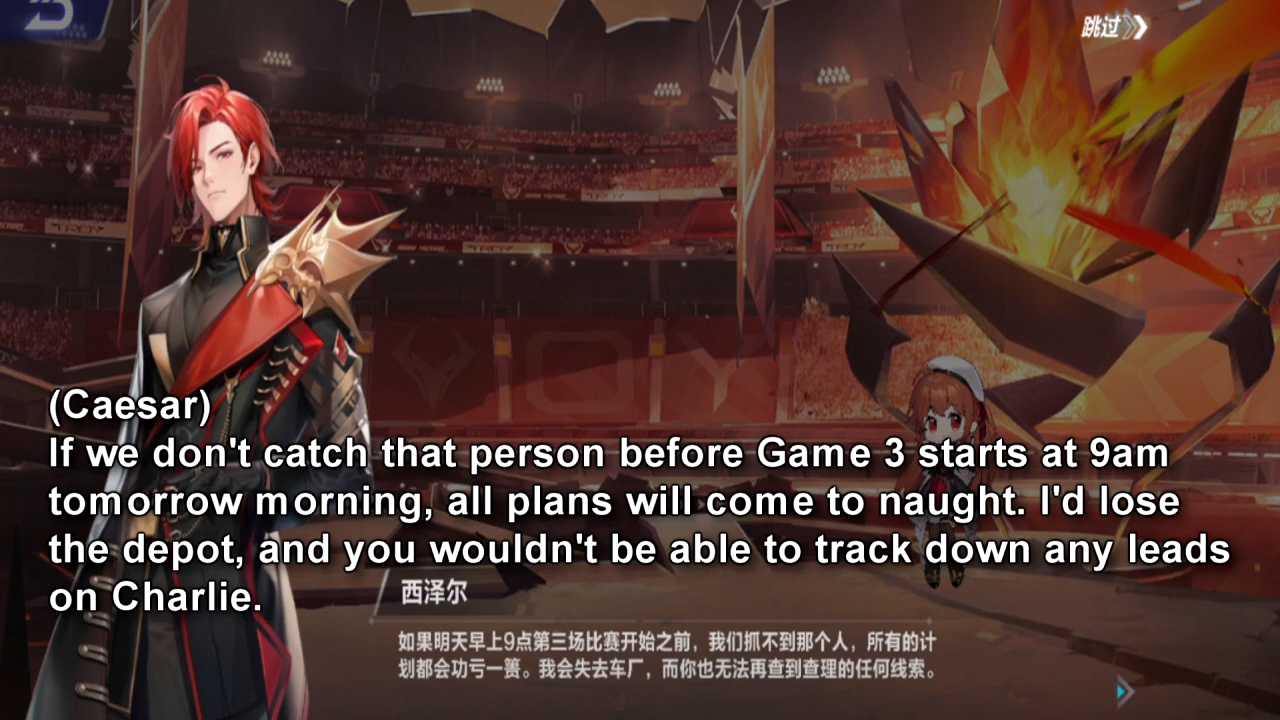 跳过
TROY
TROY
(Caesar)
If we don't catch that person before Game 3 starts at 9am
tomorrow morning, all plans will come to naught. I'd lose
the depot, and you wouldn't be able to track down any leads
on Charlie.
西泽尔
如果明天早上9点第三场比赛开始之前，我们抓不到那个人，所有的计
划都会功亏一篑。我会失去车厂，而你也无法再查到查理的任何线索。